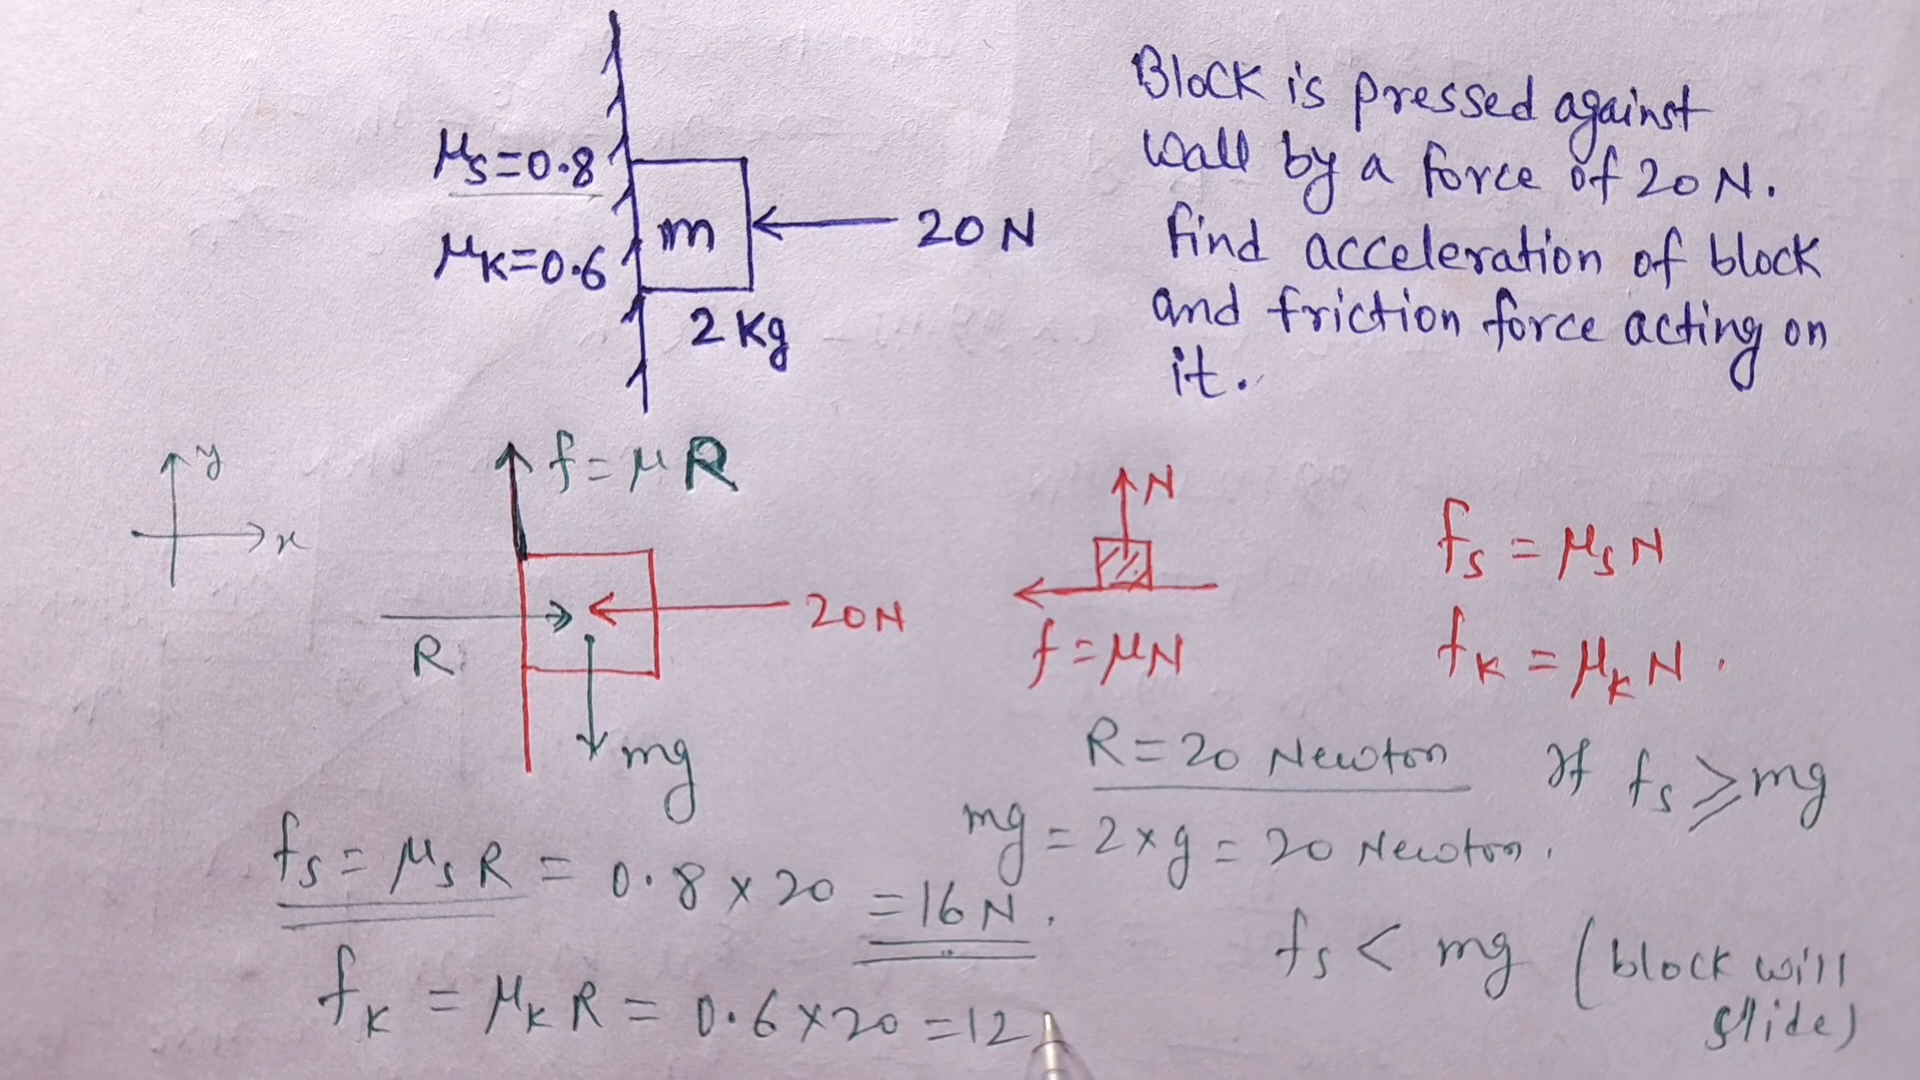 μs=0.8
μK=0.6
m
20 N
2 Kg
Block is pressed against
wall by a force of 20 N.
find acceleration of block
and friction force acting on
it.
y
x
f=μR
R
20N
mg
N
f=μN
fs = μsN
fK = μKN.
R=20 Newton
If fs ≥ mg
mg = 2×g = 20 Newton.
fs = μsR = 0.8 × 20 = 16 N.
fs < mg (block will
slide)
fK = μK R = 0.6×20 = 12